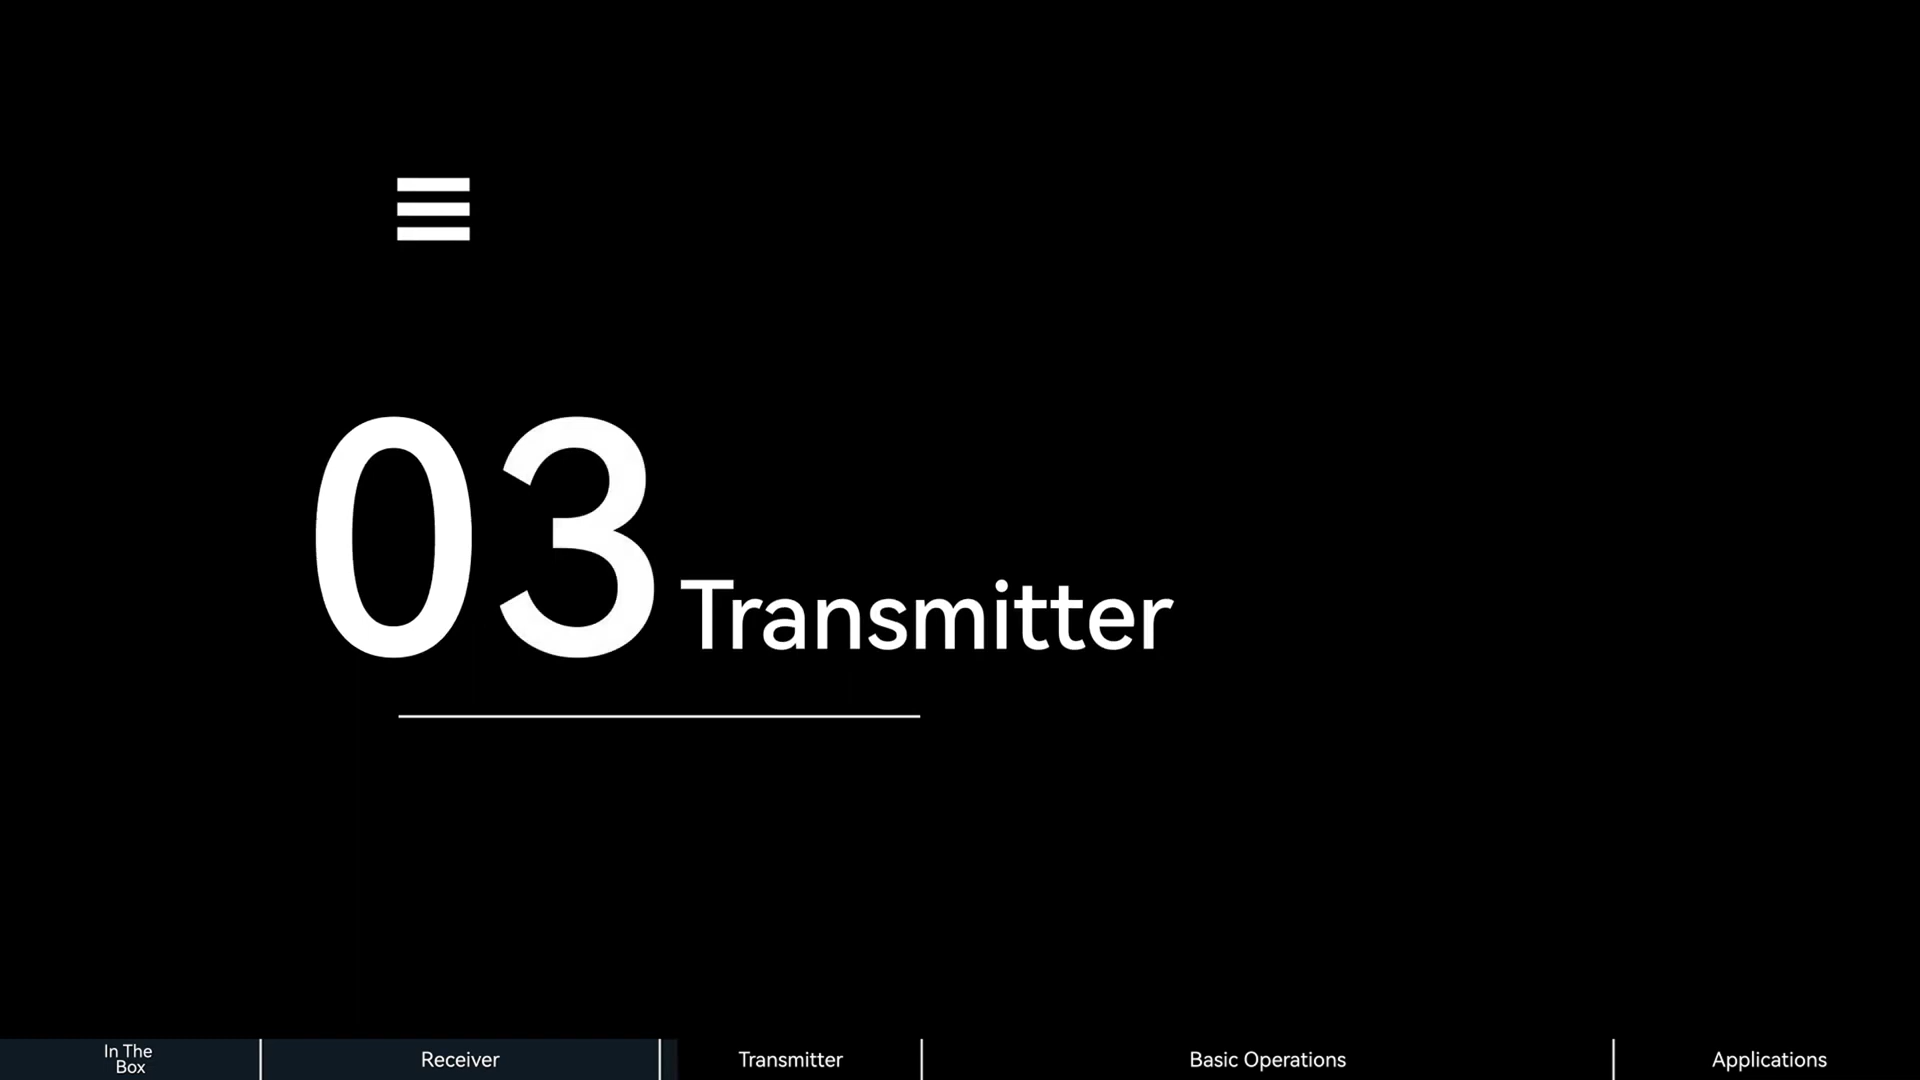 03 Transmitter
In The
Box
Receiver
Transmitter
Basic Operations
Applications